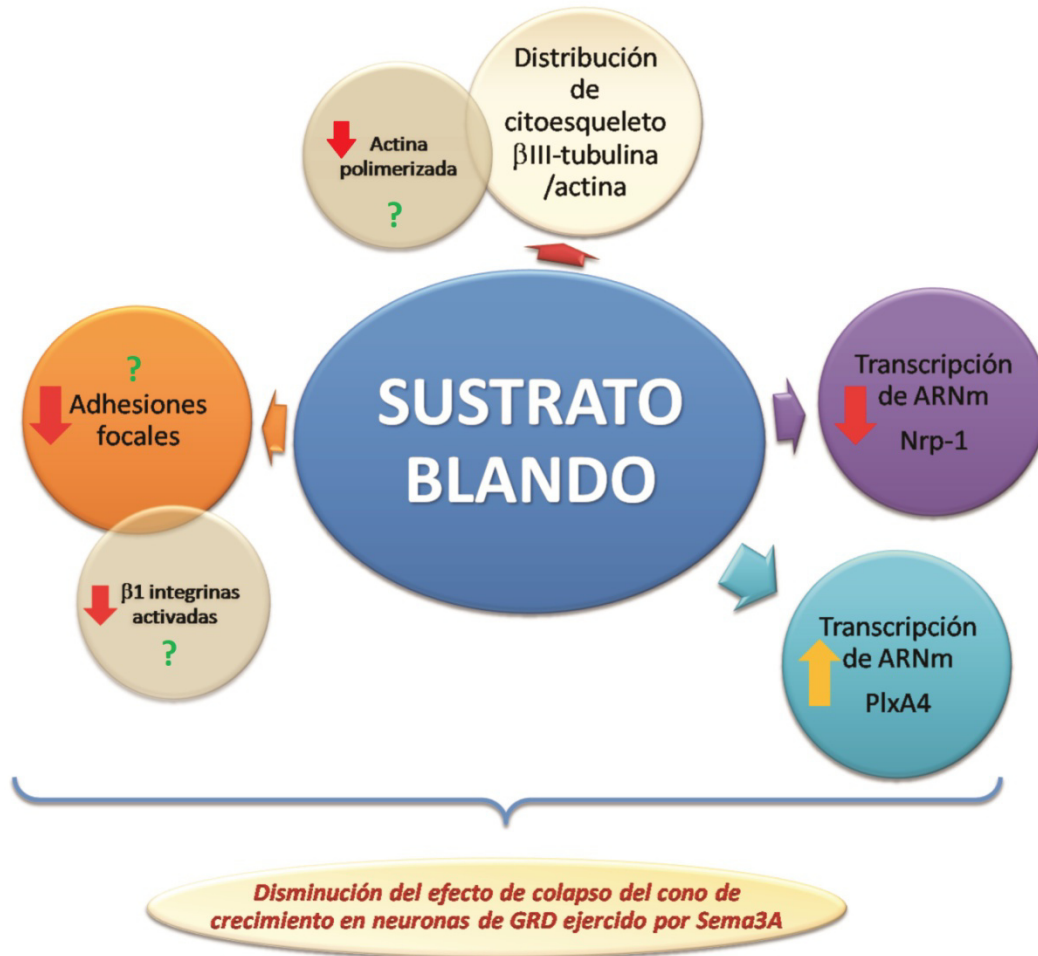 Distribución
de
citoesqueleto
βIII-tubulina
/actina
Actina
polimerizada
?
SUSTRATO
BLANDO
?
Adhesiones
focales
β1 integrinas
activadas
?
Transcripción
de ARNm
Nrp-1
Transcripción
de ARNm
PlxA4
Disminución del efecto de colapso del cono de
crecimiento en neuronas de GRD ejercido por Sema3A